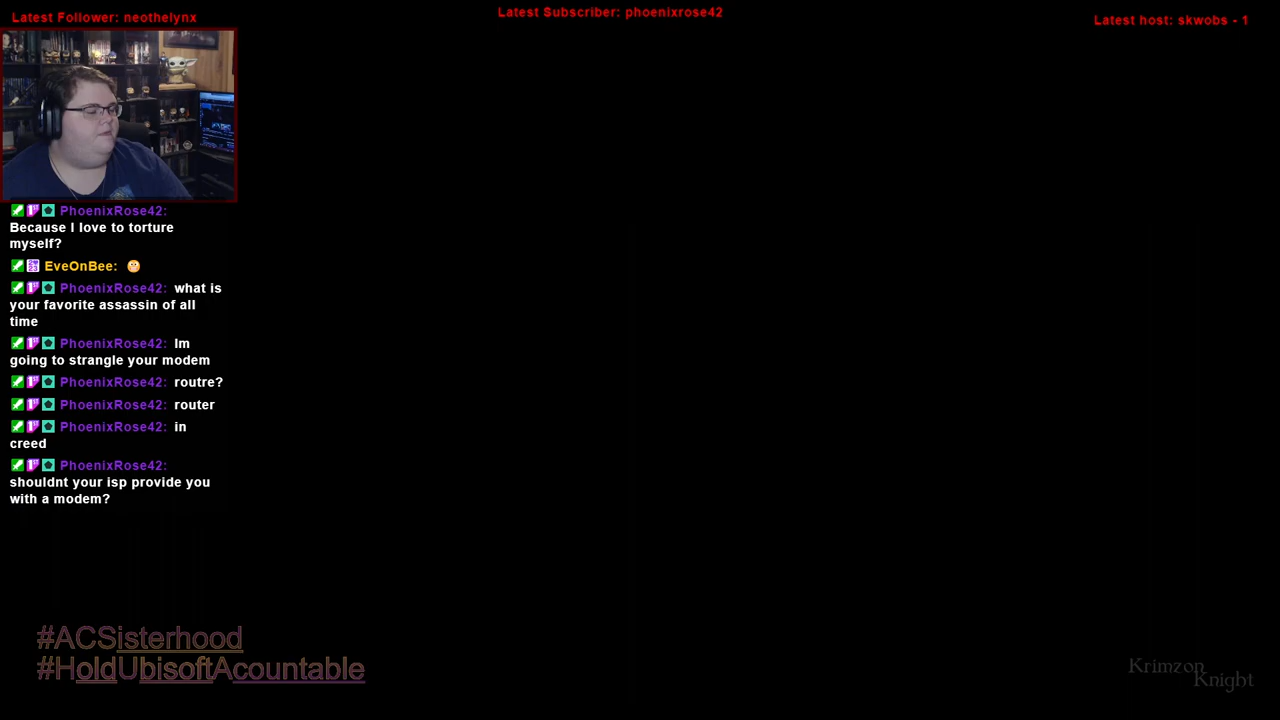 Latest Follower: neothelynx
Latest Subscriber: phoenixrose42
Latest host: skwobs - 1
PhoenixRose42:
Because I love to torture
myself?
EveOnBee:
PhoenixRose42: what is
your favorite assassin of all
time
PhoenixRose42: Im
going to strangle your modem
PhoenixRose42: routre?
PhoenixRose42: router
PhoenixRose42: in
creed
PhoenixRose42:
shouldnt your isp provide you
with a modem?
#ACSisterhood
#HoldUbisoftAcountable
Krimzon
Knight